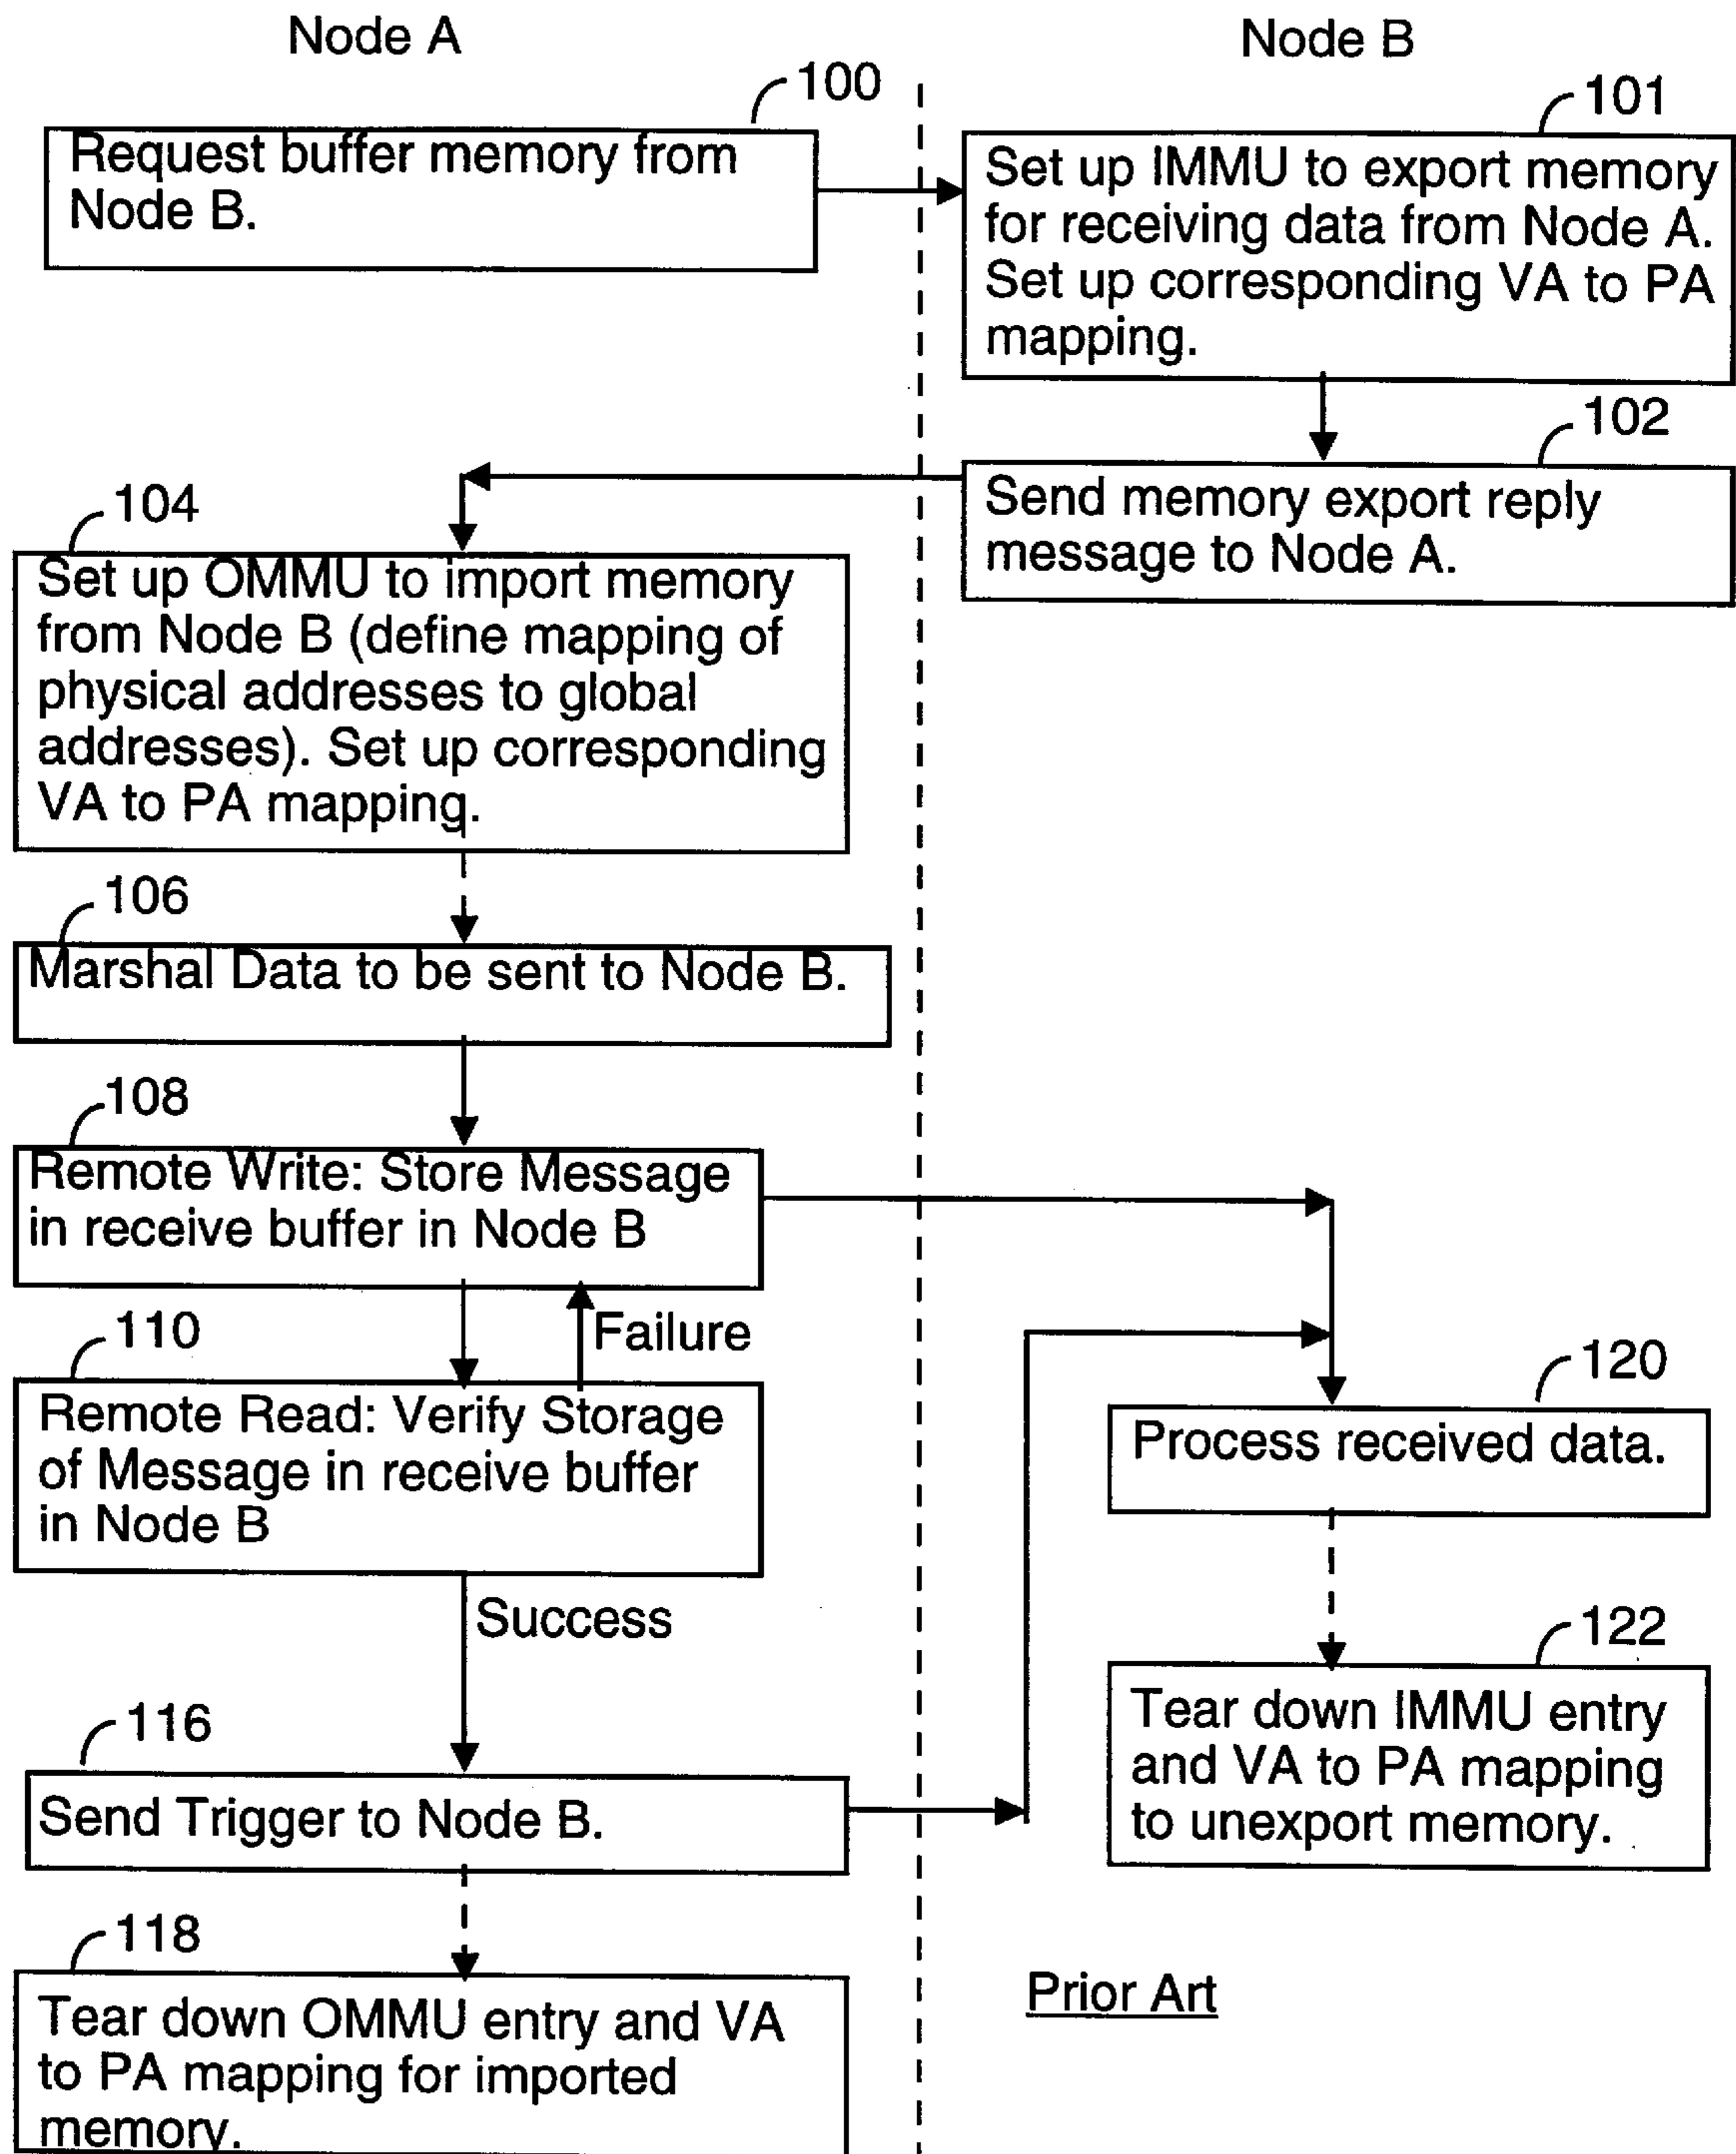 Node A
Node B
100
Request buffer memory from
Node B.
101
Set up IMMU to export memory
for receiving data from Node A.
Set up corresponding VA to PA
mapping.
102
Send memory export reply
message to Node A.
104
Set up OMMU to import memory
from Node B (define mapping of
physical addresses to global
addresses). Set up corresponding
VA to PA mapping.
106
Marshal Data to be sent to Node B.
108
Remote Write: Store Message
in receive buffer in Node B
Failure
110
Remote Read: Verify Storage
of Message in receive buffer
in Node B
Success
120
Process received data.
122
Tear down IMMU entry
and VA to PA mapping
to unexport memory.
116
Send Trigger to Node B.
118
Tear down OMMU entry and VA
to PA mapping for imported
memory.
Prior Art